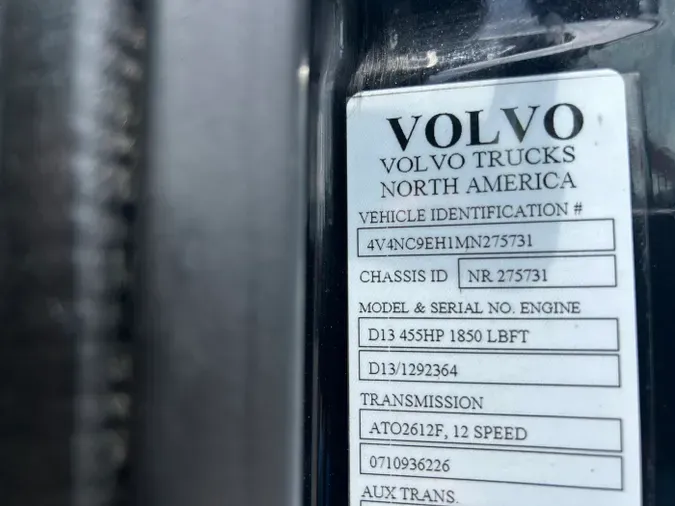 VOLVO
VOLVO TRUCKS
NORTH AMERICA
VEHICLE IDENTIFICATION #
4V4NC9EH1MN275731
CHASSIS ID NR 275731
MODEL & SERIAL NO. ENGINE
D13 455HP 1850 LBFT
D13/1292364
TRANSMISSION
ATO2612F, 12 SPEED
0710936226
AUX TRANS.